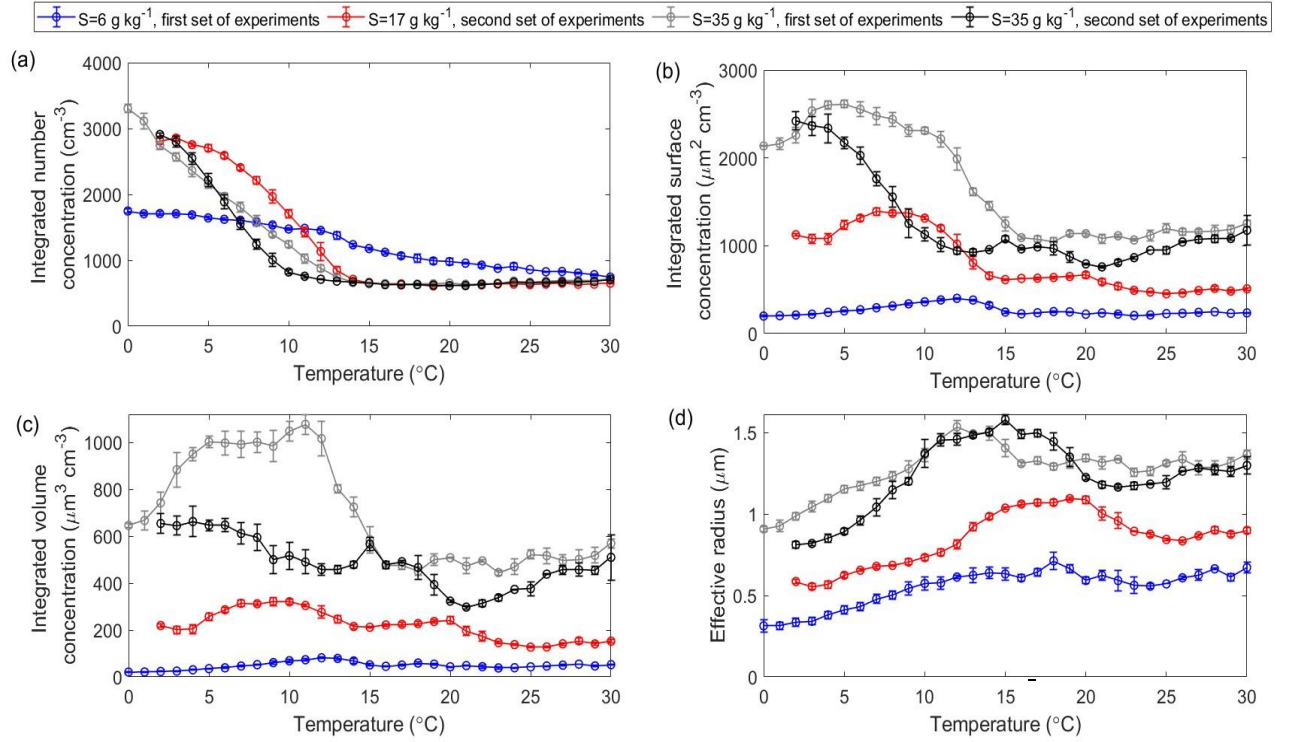 S=6 g kg⁻¹, first set of experiments S=17 g kg⁻¹, second set of experiments S=35 g kg⁻¹, first set of experiments S=35 g kg⁻¹, second set of experiments
(a)
Integrated number
concentration (cm⁻³)
4000
3000
2000
1000
0
0 5 10 15 20 25 30
Temperature (°C)
(b)
Integrated surface
concentration (μm² cm⁻³)
3000
2000
1000
0
0 5 10 15 20 25 30
Temperature (°C)
(c)
Integrated volume
concentration (μm³ cm⁻³)
1000
800
600
400
200
0
0 5 10 15 20 25 30
Temperature (°C)
(d)
Effective radius (μm)
1.5
1
0.5
0
0 5 10 15 20 25 30
Temperature (°C)